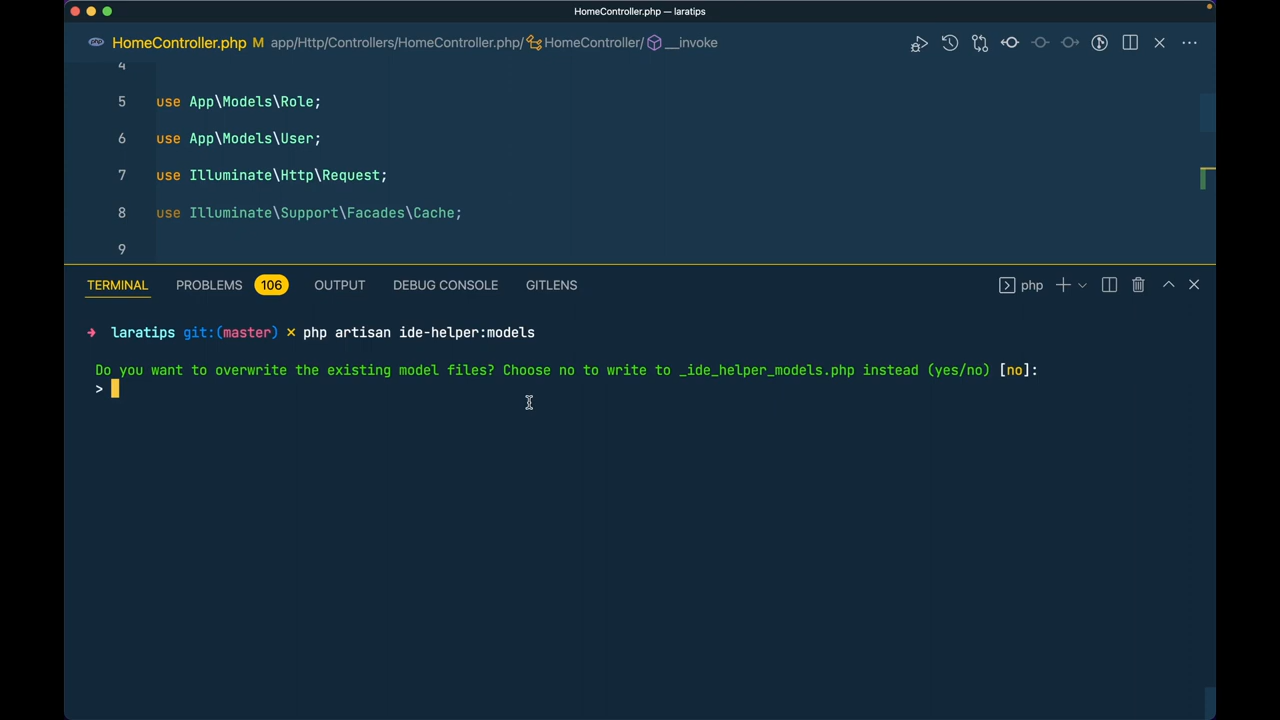 HomeController.php — laratips
HomeController.php M app/Http/Controllers/HomeController.php/ HomeController/ __invoke
4
5 use App\Models\Role;
6 use App\Models\User;
7 use Illuminate\Http\Request;
8 use Illuminate\Support\Facades\Cache;
9
TERMINAL PROBLEMS 106 OUTPUT DEBUG CONSOLE GITLENS php
→ laratips git:(master) × php artisan ide-helper:models
Do you want to overwrite the existing model files? Choose no to write to _ide_helper_models.php instead (yes/no) [no]:
>